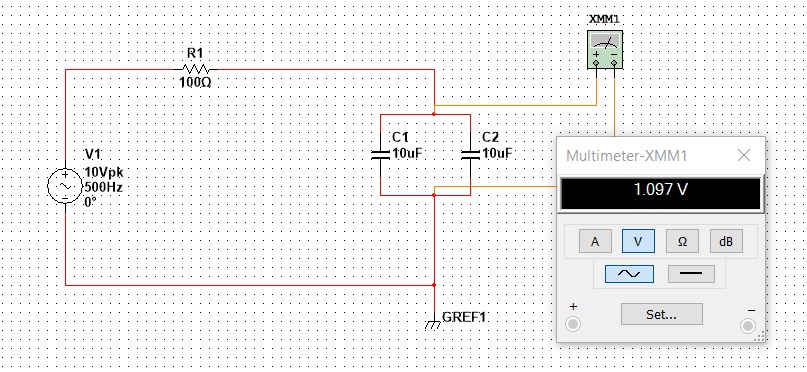 XMM1
R1
100Ω
V1
10Vpk
500Hz
0°
C1
10uF
C2
10uF
GREF1
Multimeter-XMM1
1.097 V
A
V
Ω
dB
Set...
+
−